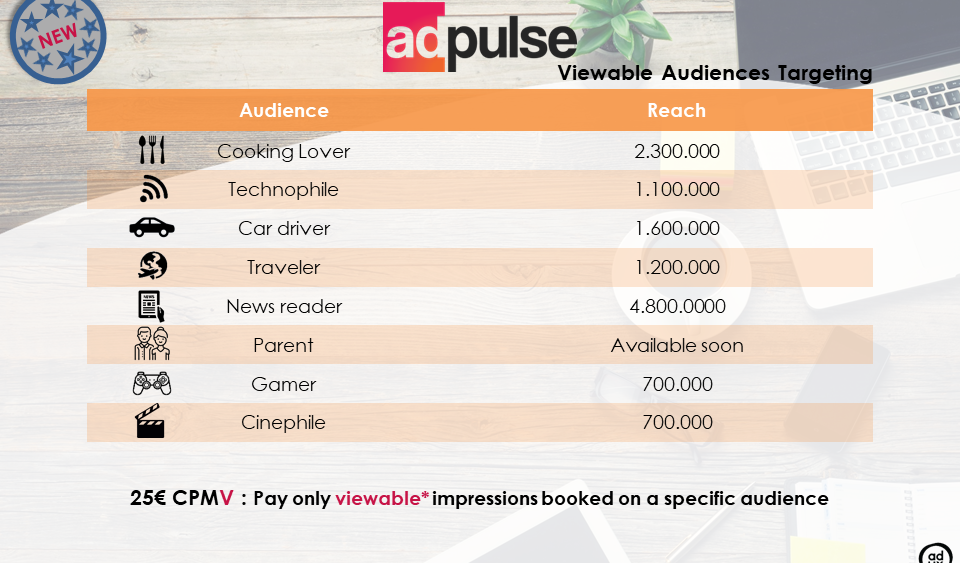 NEW
adpulse
Viewable Audiences Targeting
Audience Reach
Cooking Lover 2.300.000
Technophile 1.100.000
Car driver 1.600.000
Traveler 1.200.000
NEWS
News reader 4.800.0000
Parent Available soon
Gamer 700.000
Cinephile 700.000
25€ CPMV : Pay only viewable* impressions booked on a specific audience
ad